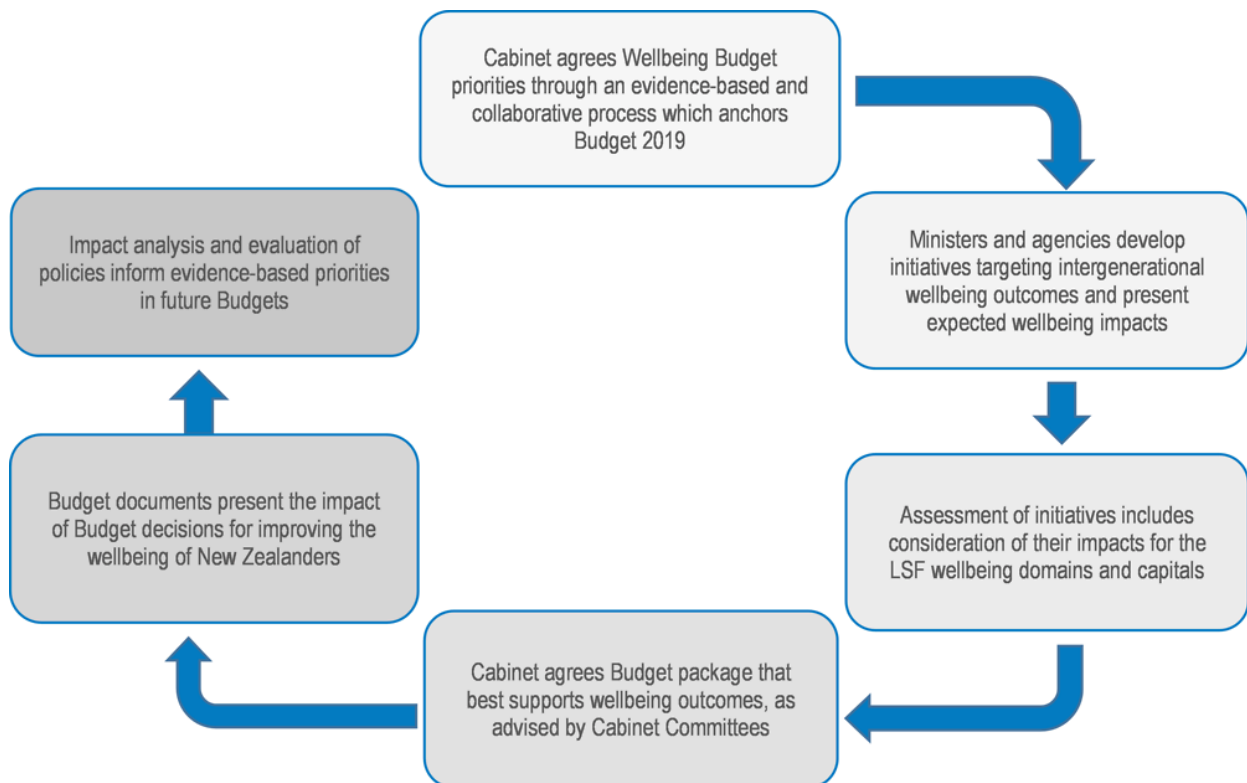 Cabinet agrees Wellbeing Budget
priorities through an evidence-based and
collaborative process which anchors
Budget 2019
Ministers and agencies develop
initiatives targeting intergenerational
wellbeing outcomes and present
expected wellbeing impacts
Assessment of initiatives includes
consideration of their impacts for the
LSF wellbeing domains and capitals
Cabinet agrees Budget package that
best supports wellbeing outcomes, as
advised by Cabinet Committees
Budget documents present the impact
of Budget decisions for improving the
wellbeing of New Zealanders
Impact analysis and evaluation of
policies inform evidence-based priorities
in future Budgets